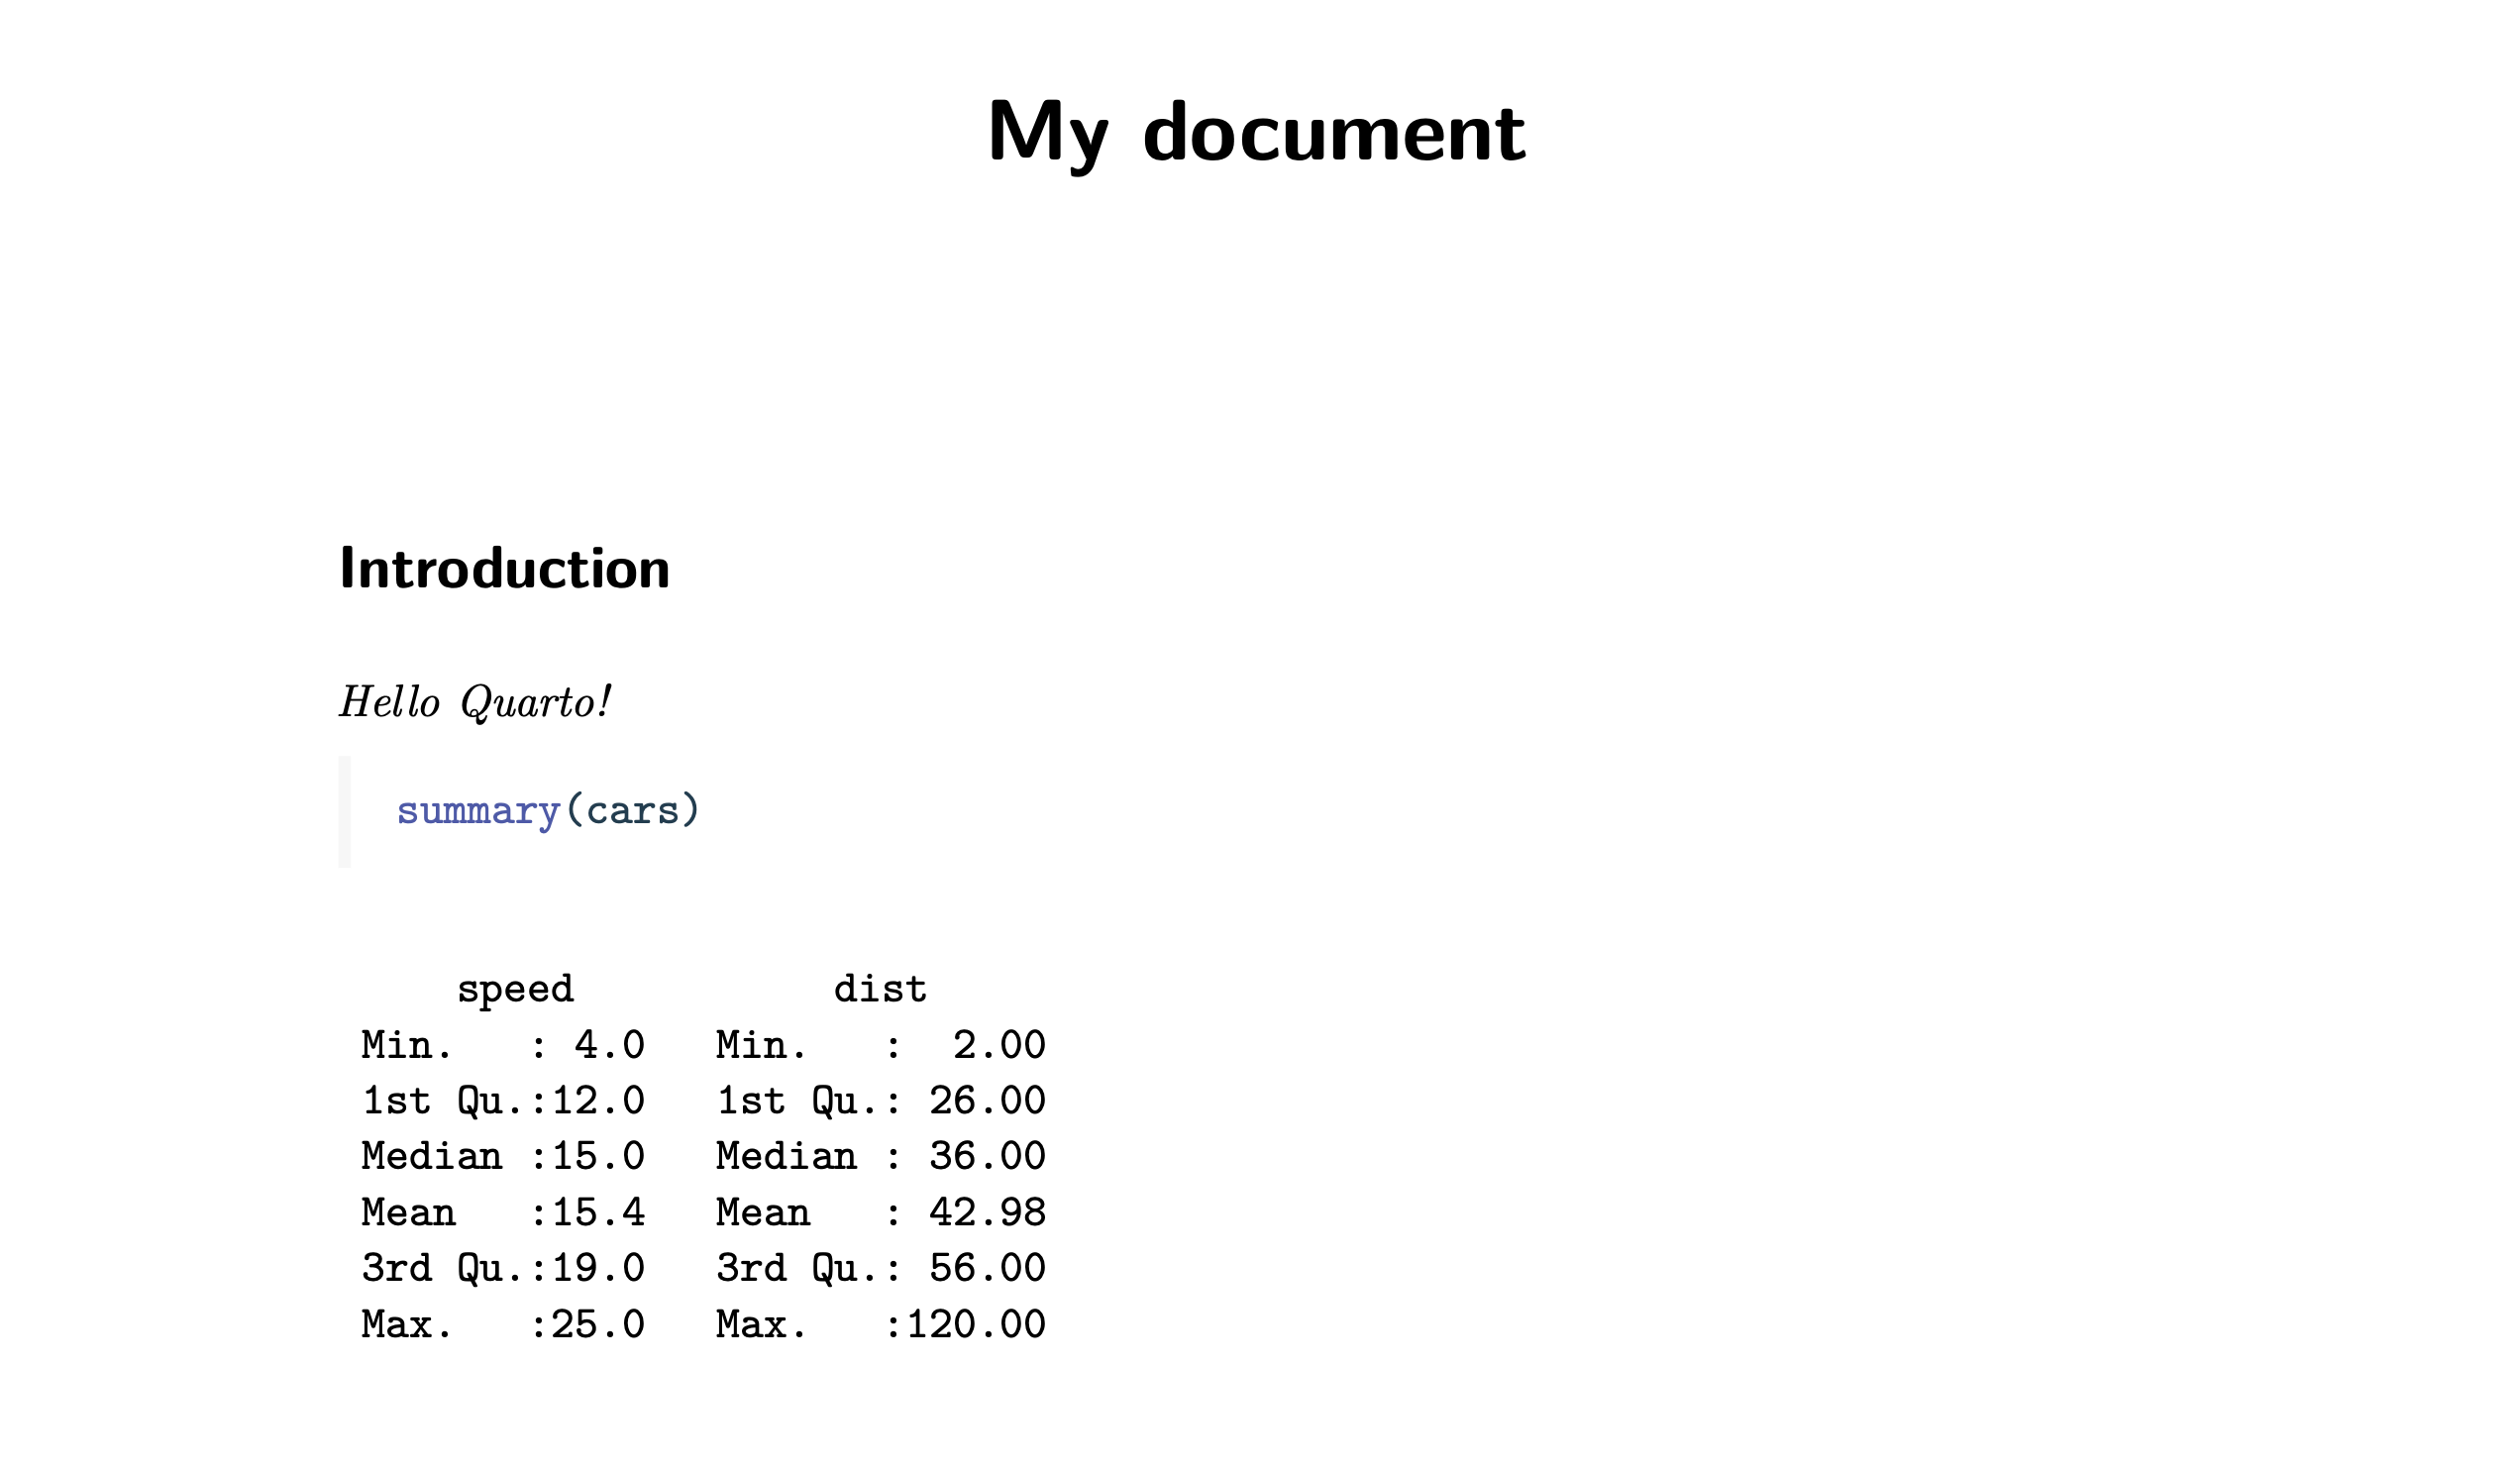 My document
Introduction
Hello Quarto!
summary(cars)
     speed           dist
 Min.   : 4.0   Min.   :  2.00
 1st Qu.:12.0   1st Qu.: 26.00
 Median :15.0   Median : 36.00
 Mean   :15.4   Mean   : 42.98
 3rd Qu.:19.0   3rd Qu.: 56.00
 Max.   :25.0   Max.   :120.00